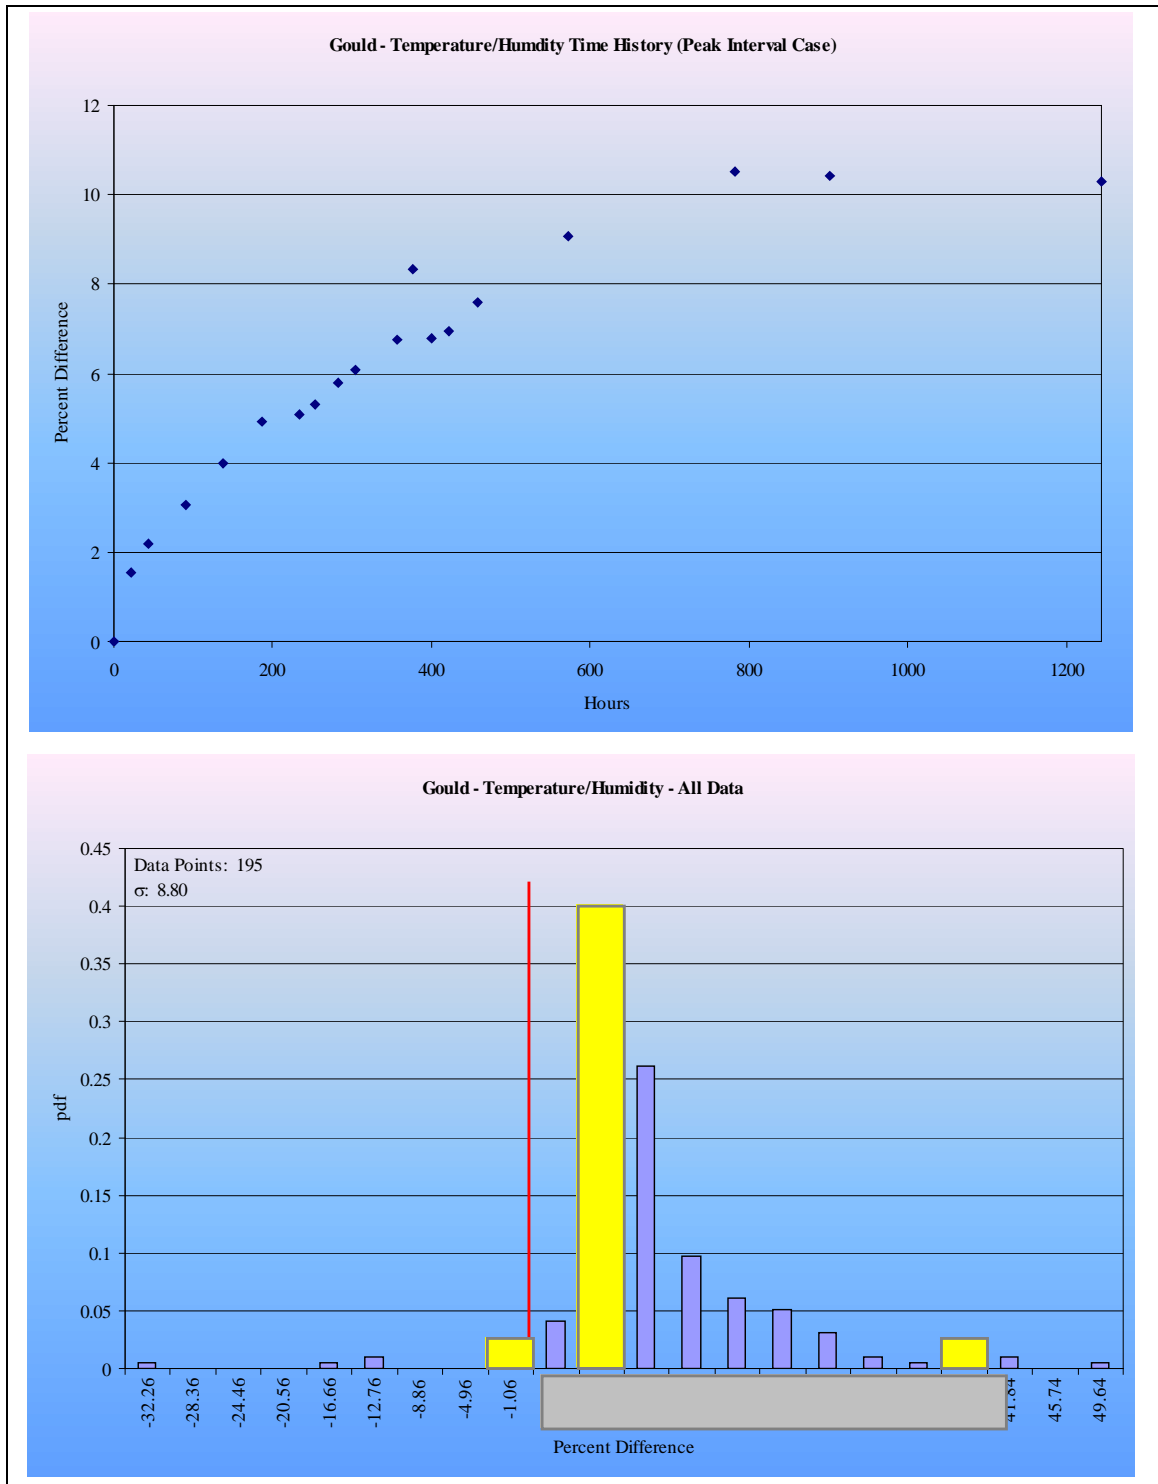 Gould - Temperature/Humdity Time History (Peak Interval Case)
12
10
8
6
4
2
0
Percent Difference
0 200 400 600 800 1000 1200
Hours
Gould - Temperature/Humidity - All Data
Data Points: 195
σ: 8.80
0.45
0.4
0.35
0.3
0.25
0.2
0.15
0.1
0.05
0
pdf
-32.26 -28.36 -24.46 -20.56 -16.66 -12.76 -8.86 -4.96 -1.06 41.84 45.74 49.64
Percent Difference